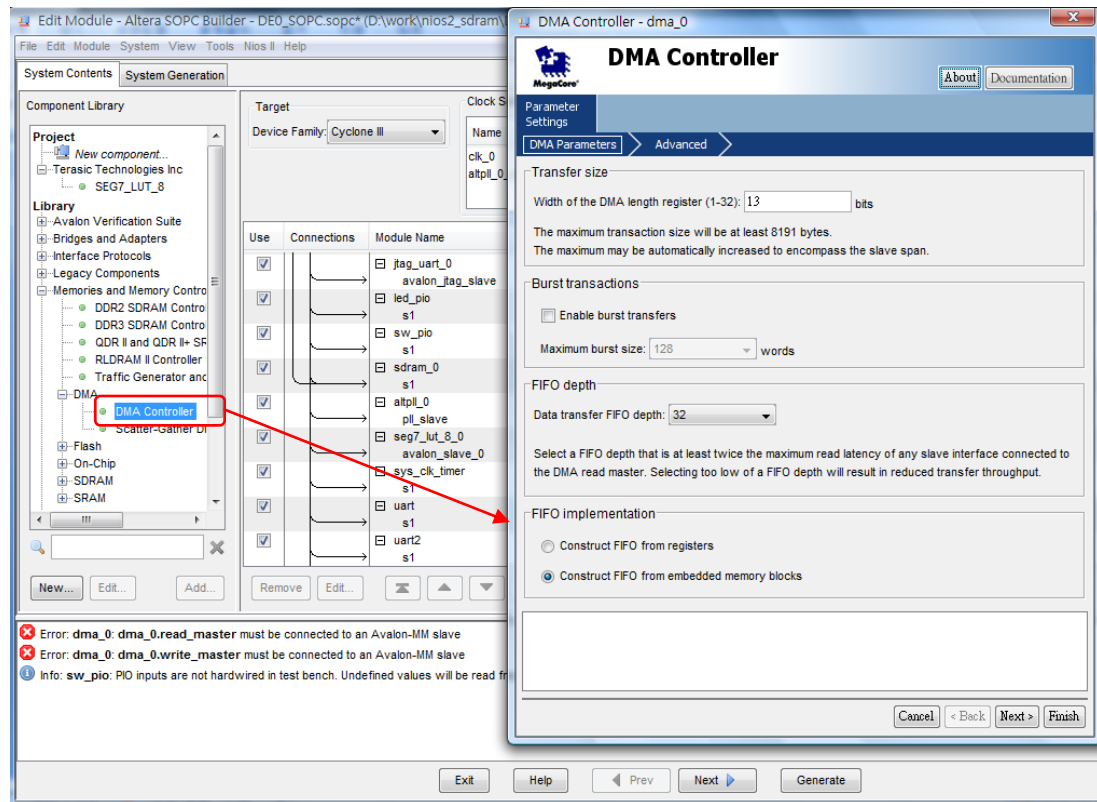 Edit Module - Altera SOPC Builder - DE0_SOPC.sopc* (D:\work\nios2_sdram\
File Edit Module System View Tools Nios II Help
System Contents
System Generation
Component Library
Project
New component...
Terasic Technologies Inc
SEG7_LUT_8
Library
Avalon Verification Suite
Bridges and Adapters
Interface Protocols
Legacy Components
Memories and Memory Contro
DDR2 SDRAM Contro
DDR3 SDRAM Contro
QDR II and QDR II+ SR
RLDRAM II Controller
Traffic Generator and
DMA
DMA Controller
Scatter-Gather D
Flash
On-Chip
SDRAM
SRAM
New...
Edit...
Add...
Target
Device Family: Cyclone III
Clock S
Name
clk_0
altpll_0_
Use
Connections
Module Name
jtag_uart_0
avalon_jtag_slave
led_pio
s1
sw_pio
s1
sdram_0
s1
altpll_0
pll_slave
seg7_lut_8_0
avalon_slave_0
sys_clk_timer
s1
uart
s1
uart2
s1
Remove
Edit...
Error: dma_0: dma_0.read_master must be connected to an Avalon-MM slave
Error: dma_0: dma_0.write_master must be connected to an Avalon-MM slave
Info: sw_pio: PIO inputs are not hardwired in test bench. Undefined values will be read fr
Exit
Help
Prev
Next
Generate
DMA Controller - dma_0
MegaCore®
DMA Controller
About
Documentation
Parameter
Settings
DMA Parameters
Advanced
Transfer size
Width of the DMA length register (1-32): 13 bits
The maximum transaction size will be at least 8191 bytes.
The maximum may be automatically increased to encompass the slave span.
Burst transactions
Enable burst transfers
Maximum burst size: 128 words
FIFO depth
Data transfer FIFO depth: 32
Select a FIFO depth that is at least twice the maximum read latency of any slave interface connected to
the DMA read master. Selecting too low of a FIFO depth will result in reduced transfer throughput.
FIFO implementation
Construct FIFO from registers
Construct FIFO from embedded memory blocks
Cancel
< Back
Next >
Finish